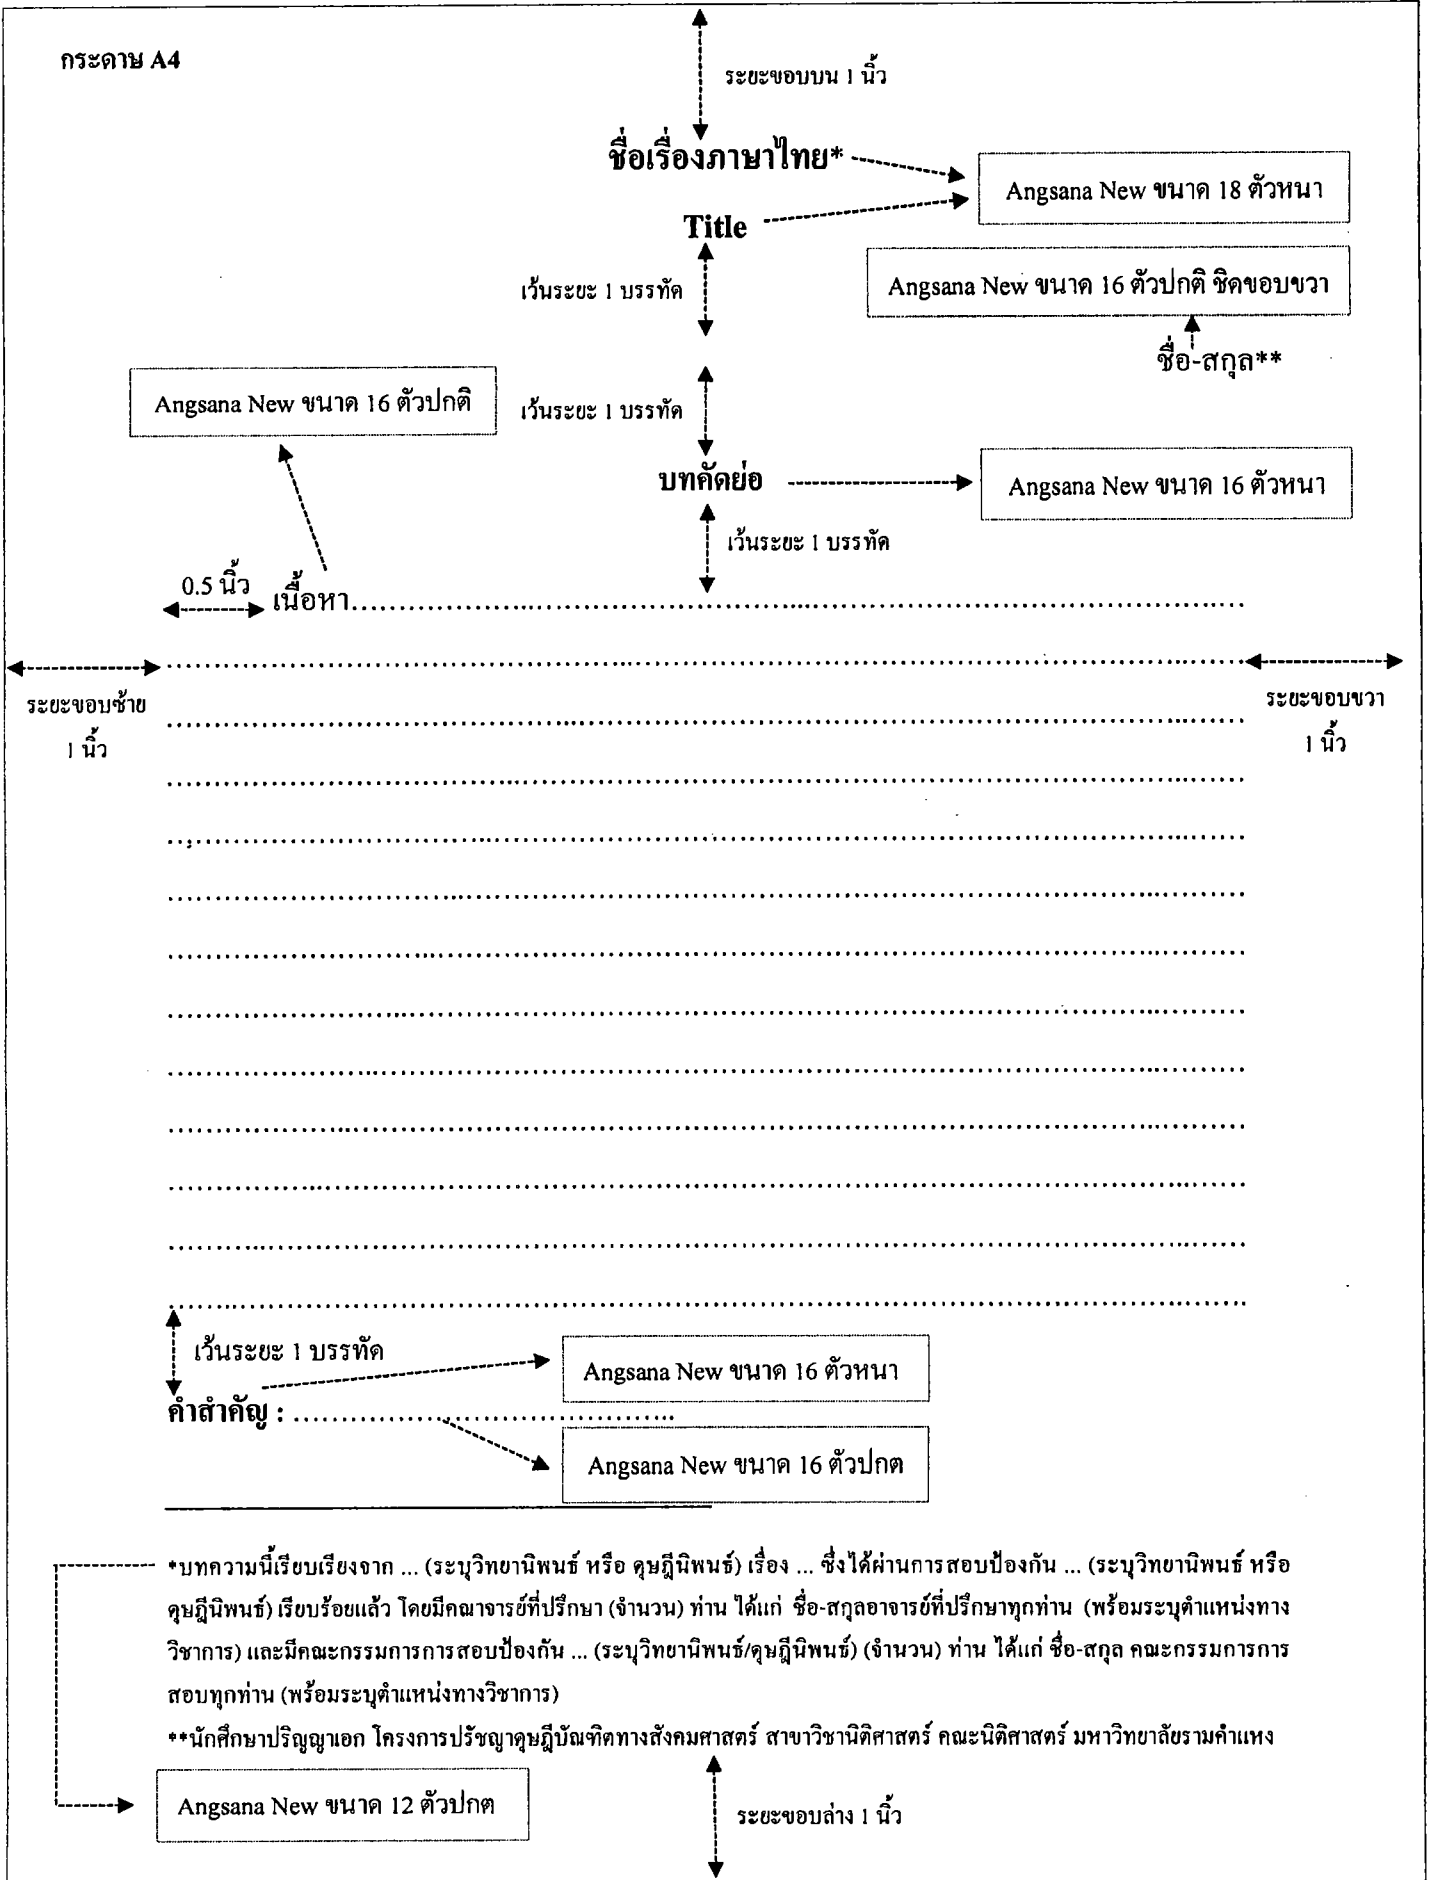 กระดาษ A4
ระยะขอบบน 1 นิ้ว
ชื่อเรื่องภาษาไทย*
Angsana New ขนาด 18 ตัวหนา
Title
เว้นระยะ 1 บรรทัด
Angsana New ขนาด 16 ตัวปกติ ชิดขอบขวา
ชื่อ-สกุล**
Angsana New ขนาด 16 ตัวปกติ
เว้นระยะ 1 บรรทัด
บทคัดย่อ
Angsana New ขนาด 16 ตัวหนา
เว้นระยะ 1 บรรทัด
0.5 นิ้ว
เนื้อหา
ระยะขอบซ้าย
1 นิ้ว
ระยะขอบขวา
1 นิ้ว
เว้นระยะ 1 บรรทัด
Angsana New ขนาด 16 ตัวหนา
คำสำคัญ :
Angsana New ขนาด 16 ตัวปกต
*บทความนี้เรียบเรียงจาก ... (ระบุวิทยานิพนธ์ หรือ ดุษฎีนิพนธ์) เรื่อง ... ซึ่งได้ผ่านการสอบป้องกัน ... (ระบุวิทยานิพนธ์ หรือ
ดุษฎีนิพนธ์) เรียบร้อยแล้ว โดยมีคณาจารย์ที่ปรึกษา (จำนวน) ท่าน ได้แก่ ชื่อ-สกุลอาจารย์ที่ปรึกษาทุกท่าน (พร้อมระบุตำแหน่งทาง
วิชาการ) และมีคณะกรรมการการสอบป้องกัน ... (ระบุวิทยานิพนธ์/ดุษฎีนิพนธ์) (จำนวน) ท่าน ได้แก่ ชื่อ-สกุล คณะกรรมการการ
สอบทุกท่าน (พร้อมระบุตำแหน่งทางวิชาการ)
**นักศึกษาปริญญาเอก โครงการปรัชญาดุษฎีบัณฑิตทางสังคมศาสตร์ สาขาวิชานิติศาสตร์ คณะนิติศาสตร์ มหาวิทยาลัยรามคำแหง
Angsana New ขนาด 12 ตัวปกต
ระยะขอบล่าง 1 นิ้ว